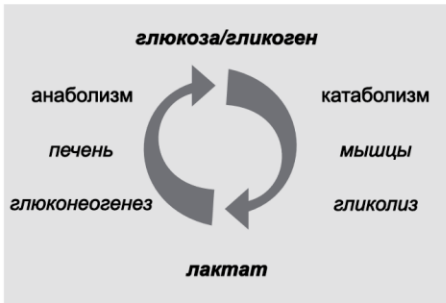 глюкоза/гликоген
анаболизм
катаболизм
печень
мышцы
глюконеогенез
гликолиз
лактат